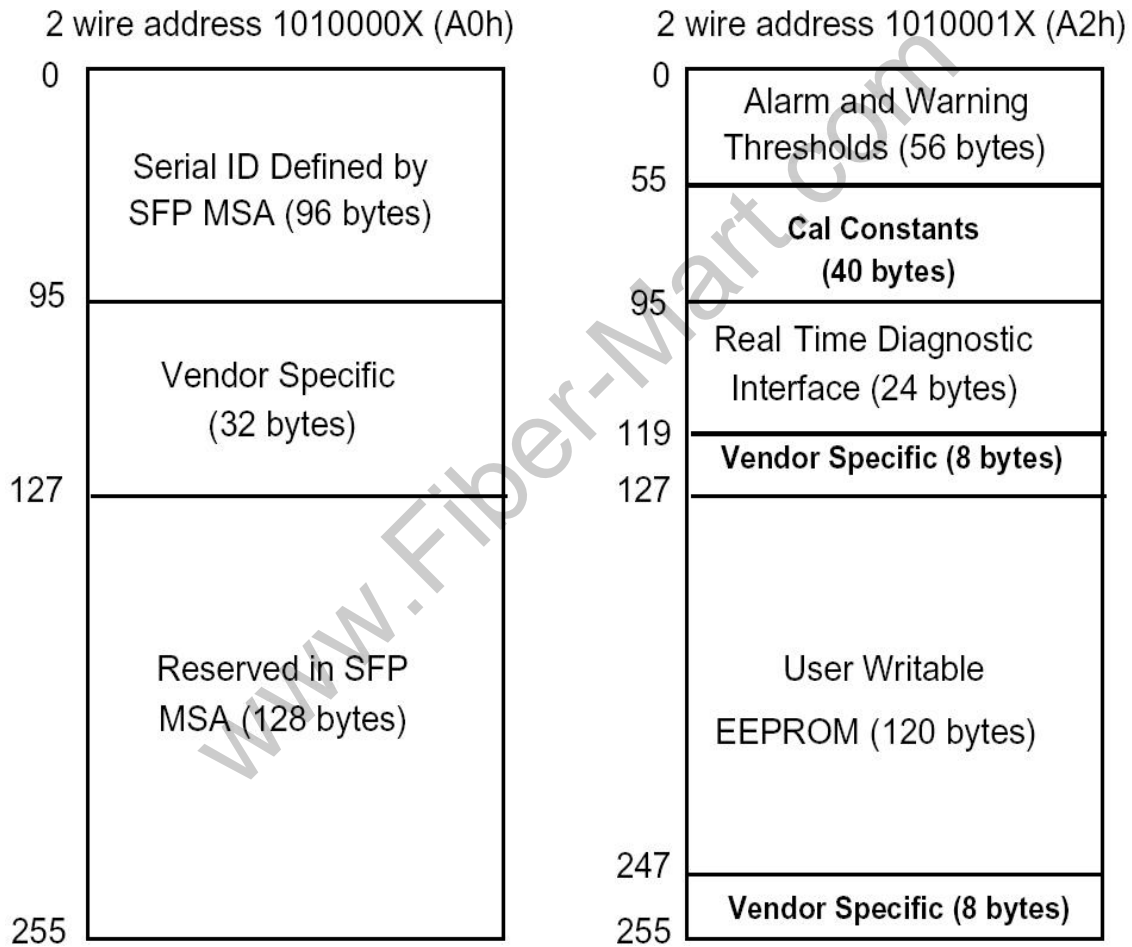 2 wire address 1010000X (A0h)
0
Serial ID Defined by
SFP MSA (96 bytes)
95
Vendor Specific
(32 bytes)
127
Reserved in SFP
MSA (128 bytes)
255
2 wire address 1010001X (A2h)
0
Alarm and Warning
Thresholds (56 bytes)
55
Cal Constants
(40 bytes)
95
Real Time Diagnostic
Interface (24 bytes)
119
Vendor Specific (8 bytes)
127
User Writable
EEPROM (120 bytes)
247
Vendor Specific (8 bytes)
255
www.Fiber-Mart.com